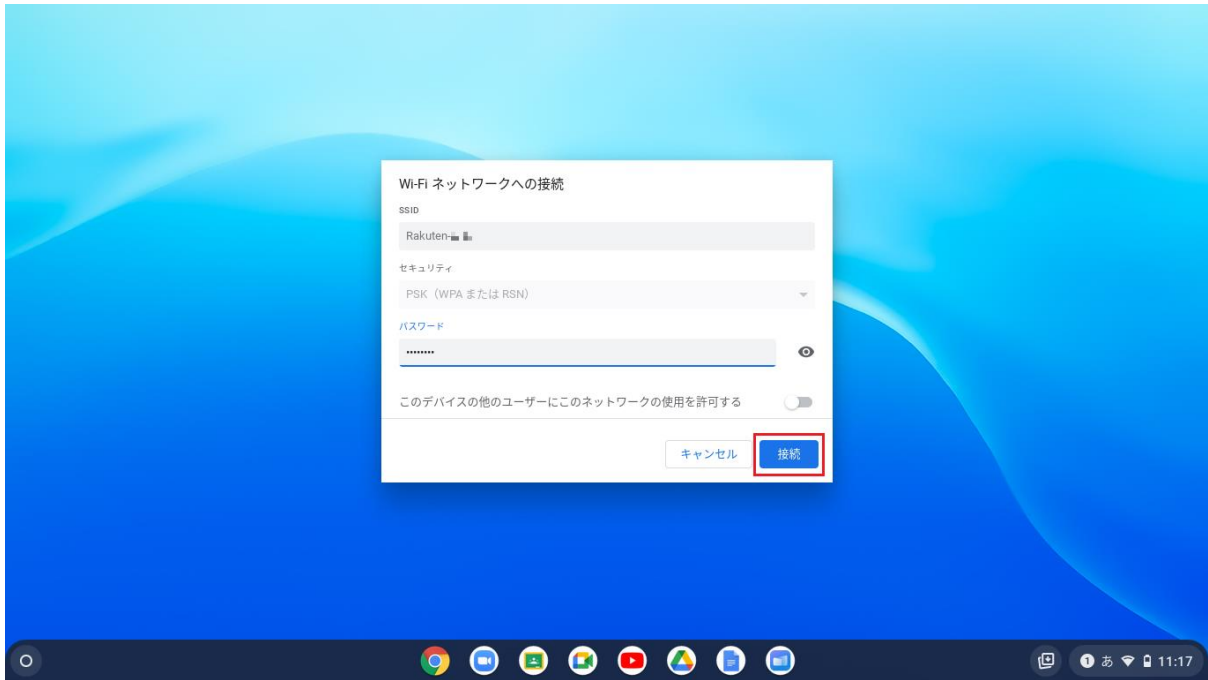 Wi-Fi ネットワークへの接続
SSID
Rakuten-
セキュリティ
PSK（WPA または RSN）
パスワード
••••••••
このデバイスの他のユーザーにこのネットワークの使用を許可する
キャンセル 接続
1 あ 11:17